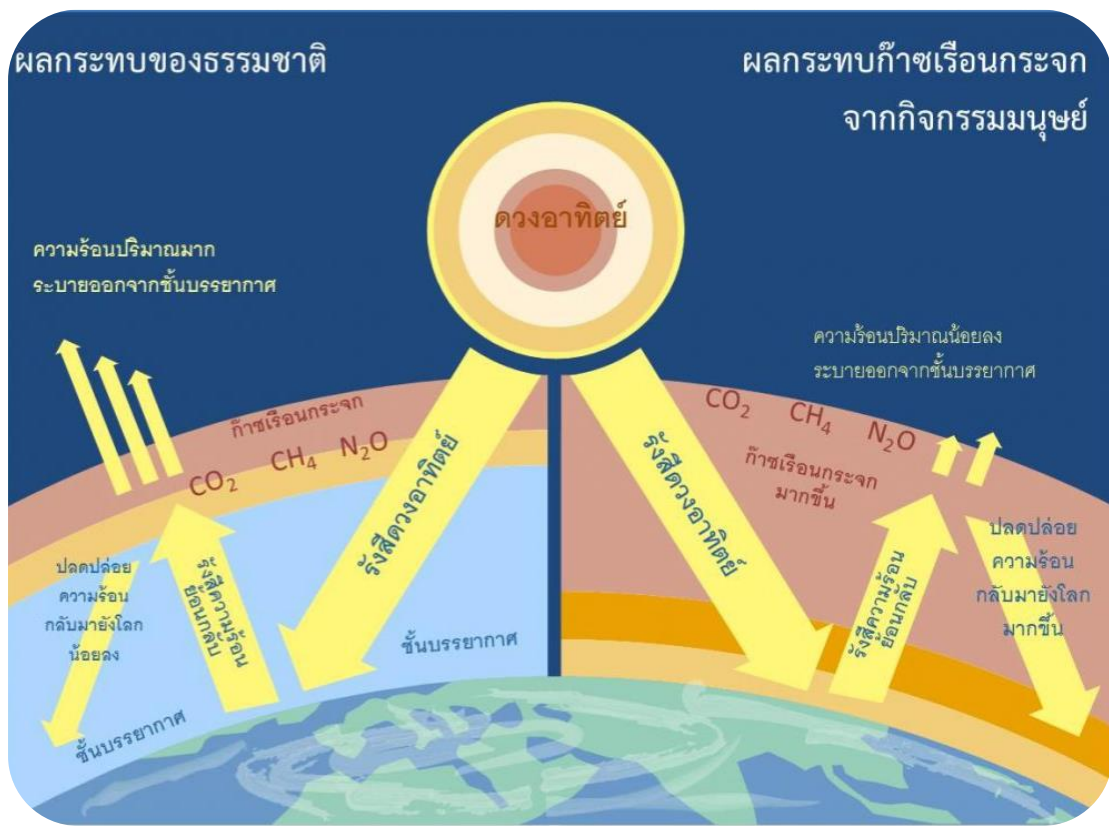 ผลกระทบของธรรมชาติ
ผลกระทบก๊าซเรือนกระจก
จากกิจกรรมมนุษย์
ดวงอาทิตย์
ความร้อนปริมาณมาก
ระบายออกจากชั้นบรรยากาศ
ก๊าซเรือนกระจก
CO₂ CH₄ N₂O
รังสีดวงอาทิตย์
ปลดปล่อย
ความร้อน
กลับมายังโลก
น้อยลง
รังสีความร้อน
ย้อนกลับ
ชั้นบรรยากาศ
ชั้นบรรยากาศ
ความร้อนปริมาณน้อยลง
ระบายออกจากชั้นบรรยากาศ
CO₂ CH₄ N₂O
ก๊าซเรือนกระจก
มากขึ้น
รังสีดวงอาทิตย์
รังสีความร้อน
ย้อนกลับ
ปลดปล่อย
ความร้อน
กลับมายังโลก
มากขึ้น